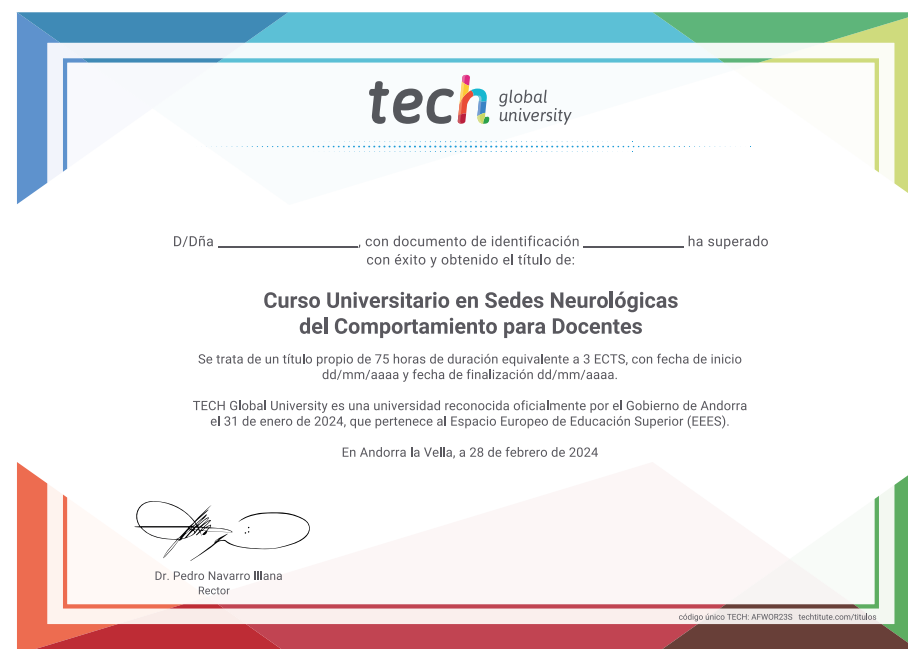 tech global university
D/Dña ____________, con documento de identificación ____________ ha superado
con éxito y obtenido el título de:
Curso Universitario en Sedes Neurológicas
del Comportamiento para Docentes
Se trata de un título propio de 75 horas de duración equivalente a 3 ECTS, con fecha de inicio
dd/mm/aaaa y fecha de finalización dd/mm/aaaa.
TECH Global University es una universidad reconocida oficialmente por el Gobierno de Andorra
el 31 de enero de 2024, que pertenece al Espacio Europeo de Educación Superior (EEES).
En Andorra la Vella, a 28 de febrero de 2024
Dr. Pedro Navarro Illana
Rector
código único TECH: AFWOR23S techtitute.com/titulos